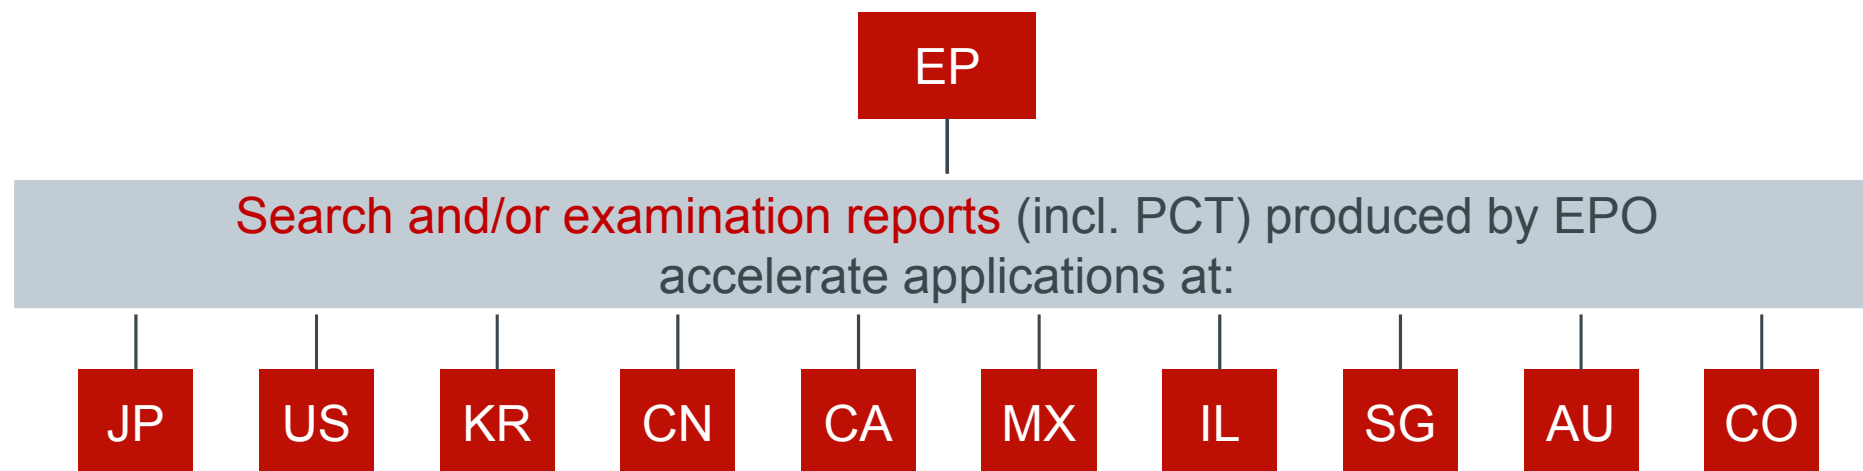 EP
Search and/or examination reports (incl. PCT) produced by EPO
accelerate applications at:
JP US KR CN CA MX IL SG AU CO